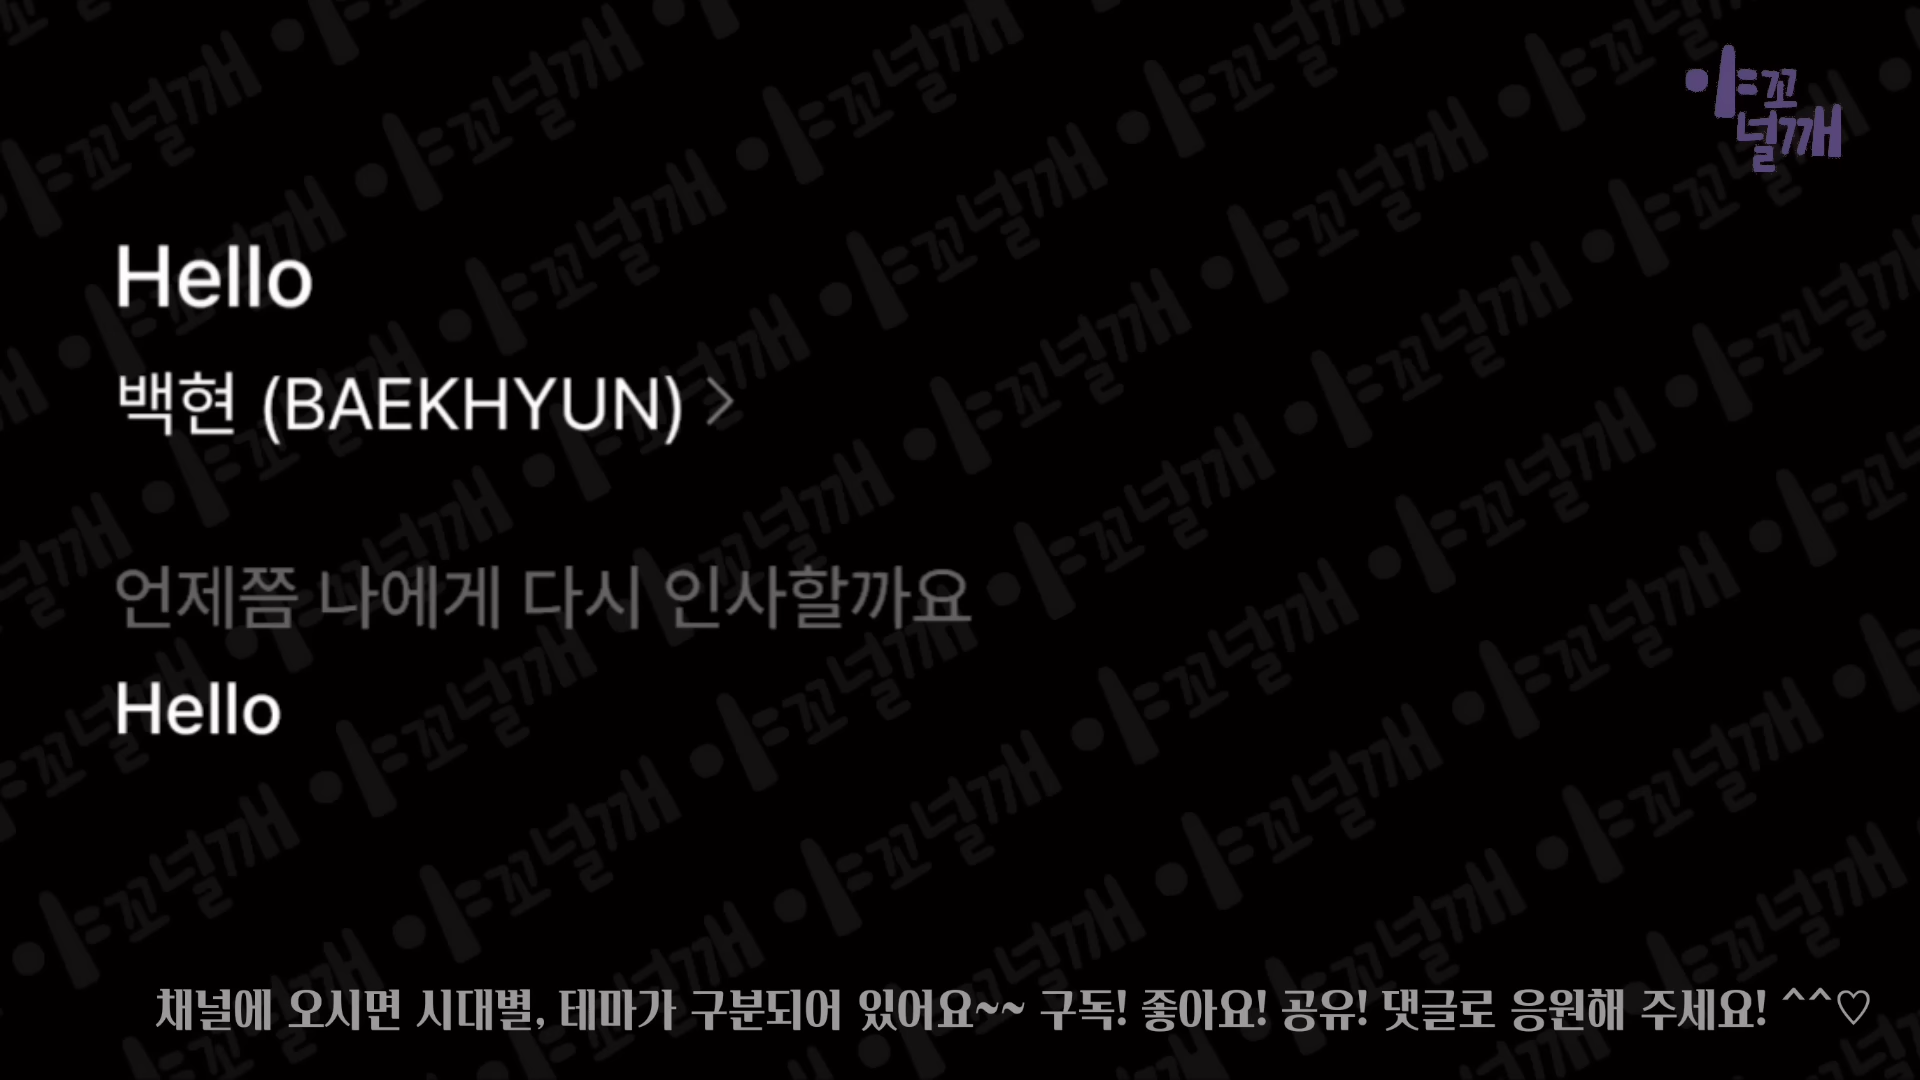 야꼬
널깨
Hello
백현 (BAEKHYUN) >
언제쯤 나에게 다시 인사할까요
Hello
채널에 오시면 시대별, 테마가 구분되어 있어요~~ 구독! 좋아요! 공유! 댓글로 응원해 주세요! ^^♡